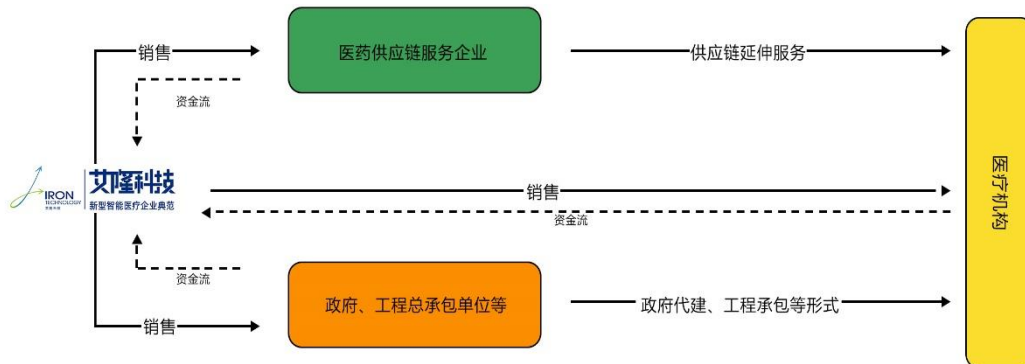 销售
医药供应链服务企业
供应链延伸服务
资金流
IRON
TECHNOLOGY
艾隆科技
新型智能医疗企业典范
销售
资金流
医疗机构
资金流
政府、工程总承包单位等
政府代建、工程承包等形式
销售